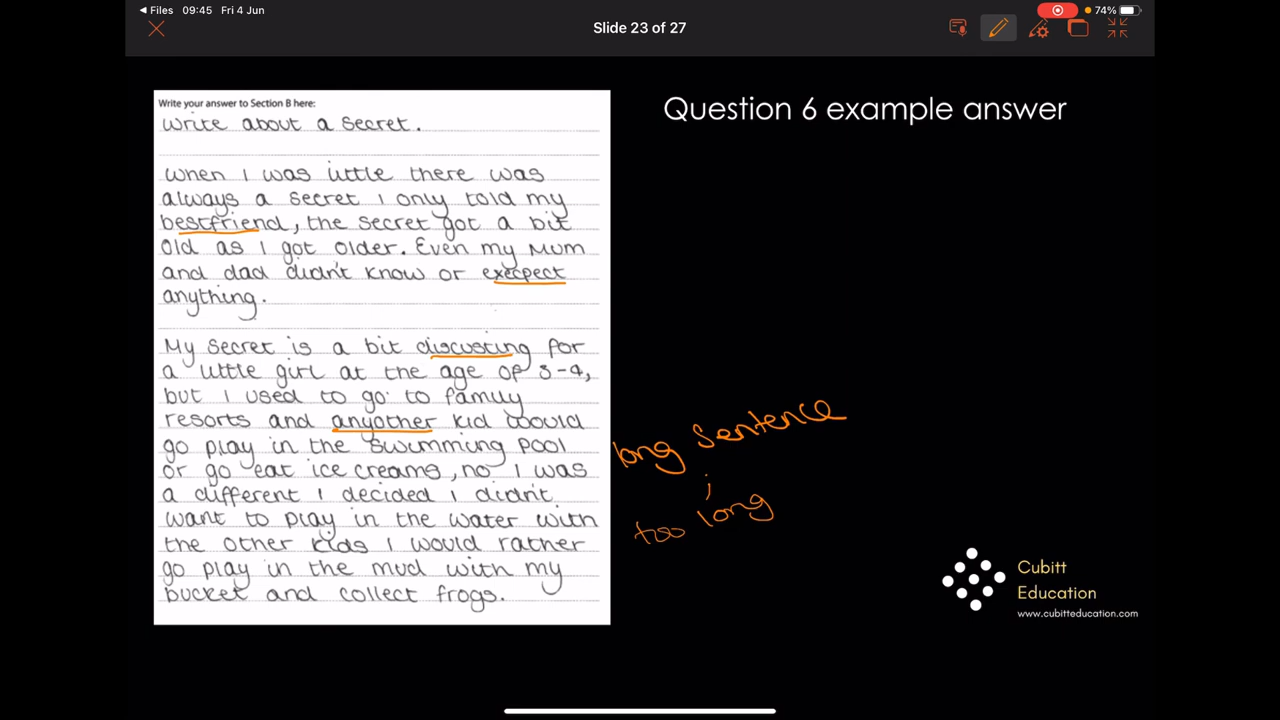 Files 09:45 Fri 4 Jun
74%
Slide 23 of 27
Write your answer to Section B here:
Write about a secret.
When I was little there was
always a secret I only told my
bestfriend, the secret got a bit
old as I got older. Even my Mum
and dad didn't know or execpect
anything.
My secret is a bit discusting for
a little girl at the age of 3-4,
but I used to go to family
resorts and anyother kid would
go play in the swimming pool
or go eat ice creams, no I was
a different I decided I didn't
want to play in the water with
the other kids I would rather
go play in the mud with my
bucket and collect frogs.
Question 6 example answer
long sentence
;
too long
Cubitt
Education
www.cubitteducation.com